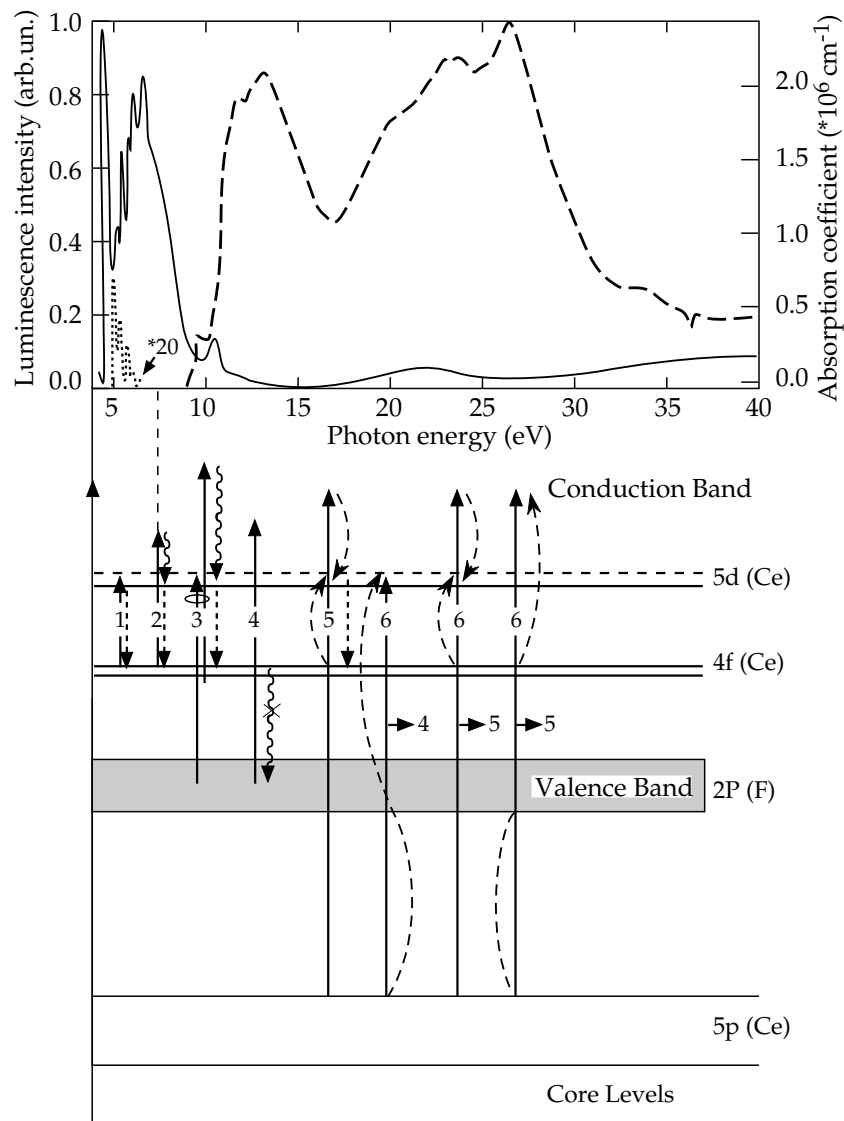 Luminescence intensity (arb.un.)
1.0
0.8
0.6
0.4
0.2
0.0
*20
2.0
1.5
1.0
0.5
0.0
Absorption coefficient (*10⁶ cm⁻¹)
5 10 15 20 25 30 35 40
Photon energy (eV)
Conduction Band
5d (Ce)
1 2 3 4 5 6 6 6
4f (Ce)
4 5 5
Valence Band
2P (F)
5p (Ce)
Core Levels